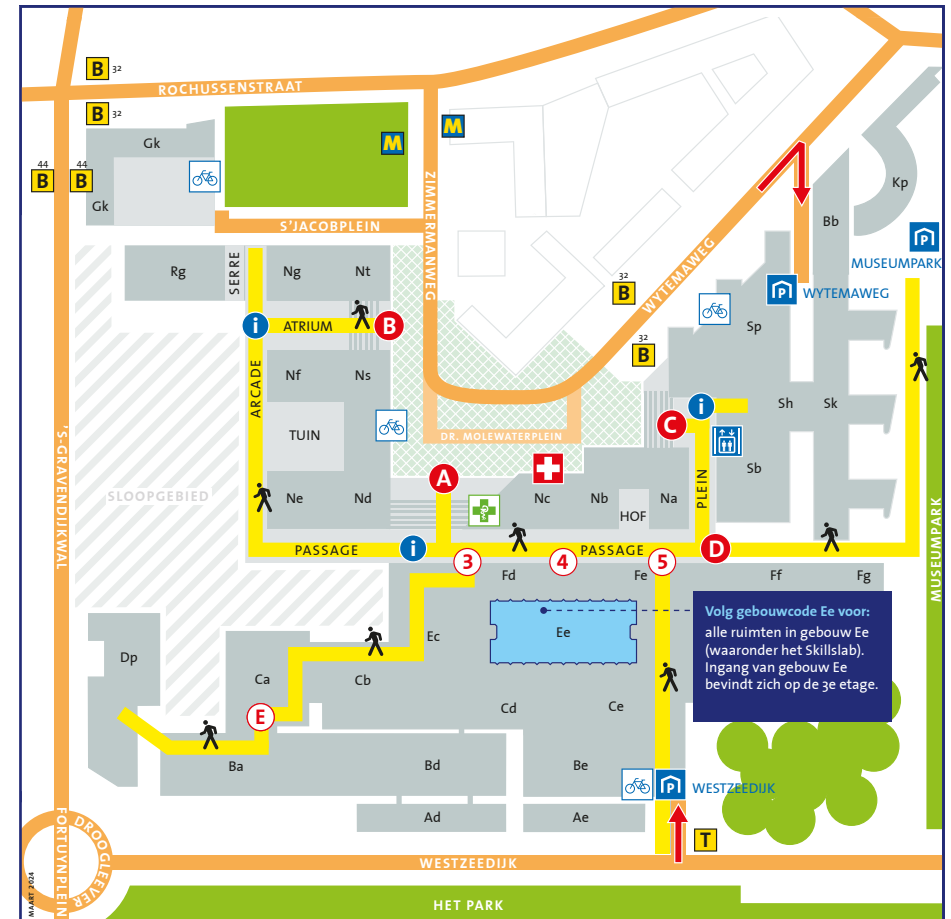 B 32
ROCHUSSENSTRAAT
B 32
M
M
Gk
44
B
44
B
Gk
ZIMMERMANWEG
Kp
S'JACOBPLEIN
Bb
P
MUSEUMPARK
SERRE
Rg
Ng
Nt
WYTEMAWEG
P
WYTEMAWEG
32
B
i
ATRIUM
B
Sp
32
B
ARCADE
Nf
Ns
Sh
Sk
i
C
TUIN
DR. MOLEWATERPLEIN
'S-GRAVENDIJKWAL
SLOOPGEBIED
A
Sb
PLEIN
Ne
Nd
Nc
Nb
Na
HOF
PASSAGE
i
PASSAGE
D
3
4
5
MUSEUMPARK
Fd
Fe
Ff
Fg
Volg gebouwcode Ee voor:
alle ruimten in gebouw Ee
(waaronder het Skillslab).
Ingang van gebouw Ee
bevindt zich op de 3e etage.
Ee
Ec
Dp
Ca
Cb
Cd
Ce
E
Ba
Bd
Be
P
WESTZEEDIJK
Ad
Ae
T
DROOGLEEVER
FORTUYNPLEIN
WESTZEEDIJK
MAART 2024
HET PARK